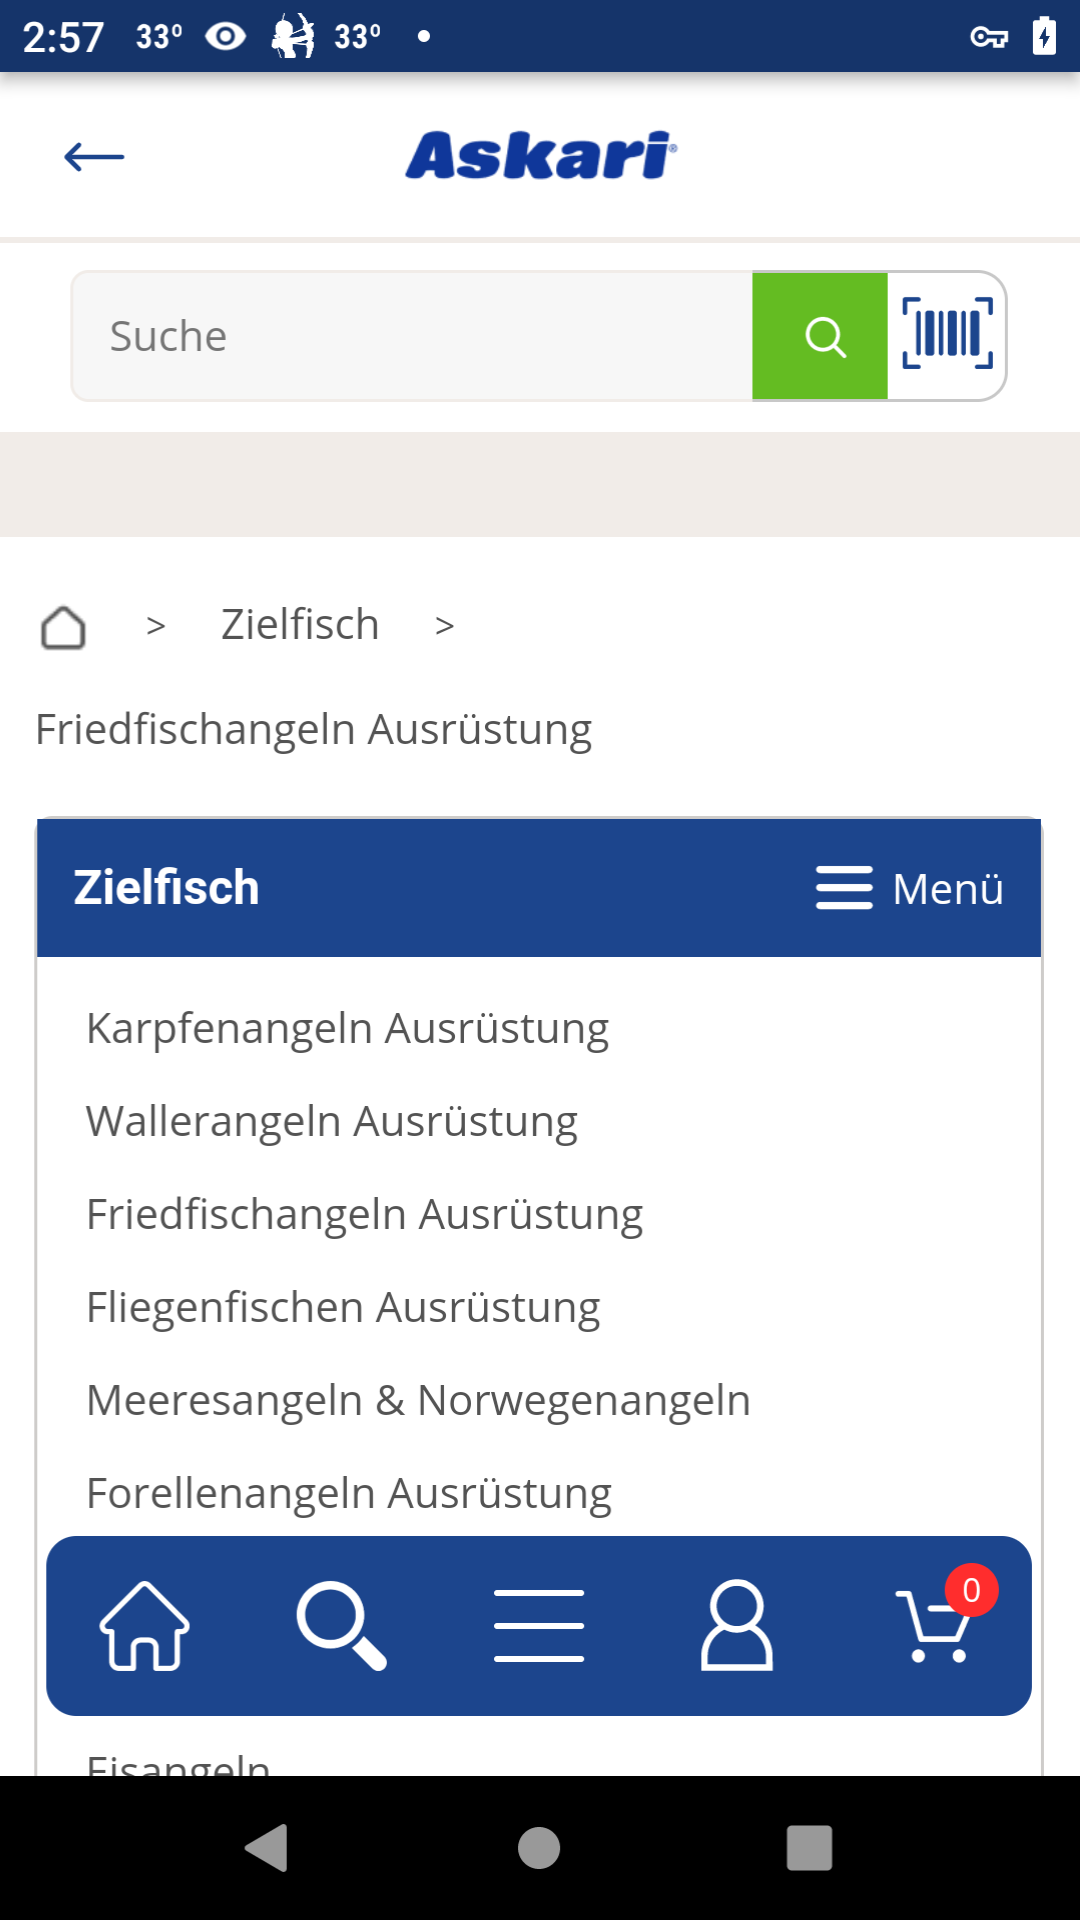 2:57 33° 33°
Askari®
Suche
> Zielfisch >
Friedfischangeln Ausrüstung
Zielfisch Menü
Karpfenangeln Ausrüstung
Wallerangeln Ausrüstung
Friedfischangeln Ausrüstung
Fliegenfischen Ausrüstung
Meeresangeln & Norwegenangeln
Forellenangeln Ausrüstung
0
Eisangeln